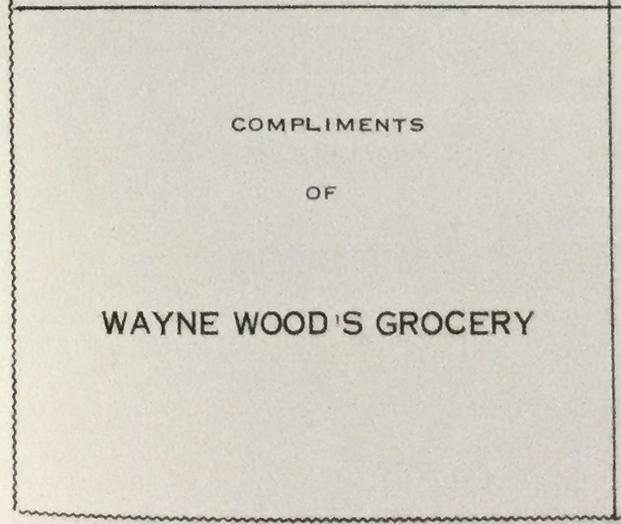 COMPLIMENTS
OF
WAYNE WOOD'S GROCERY